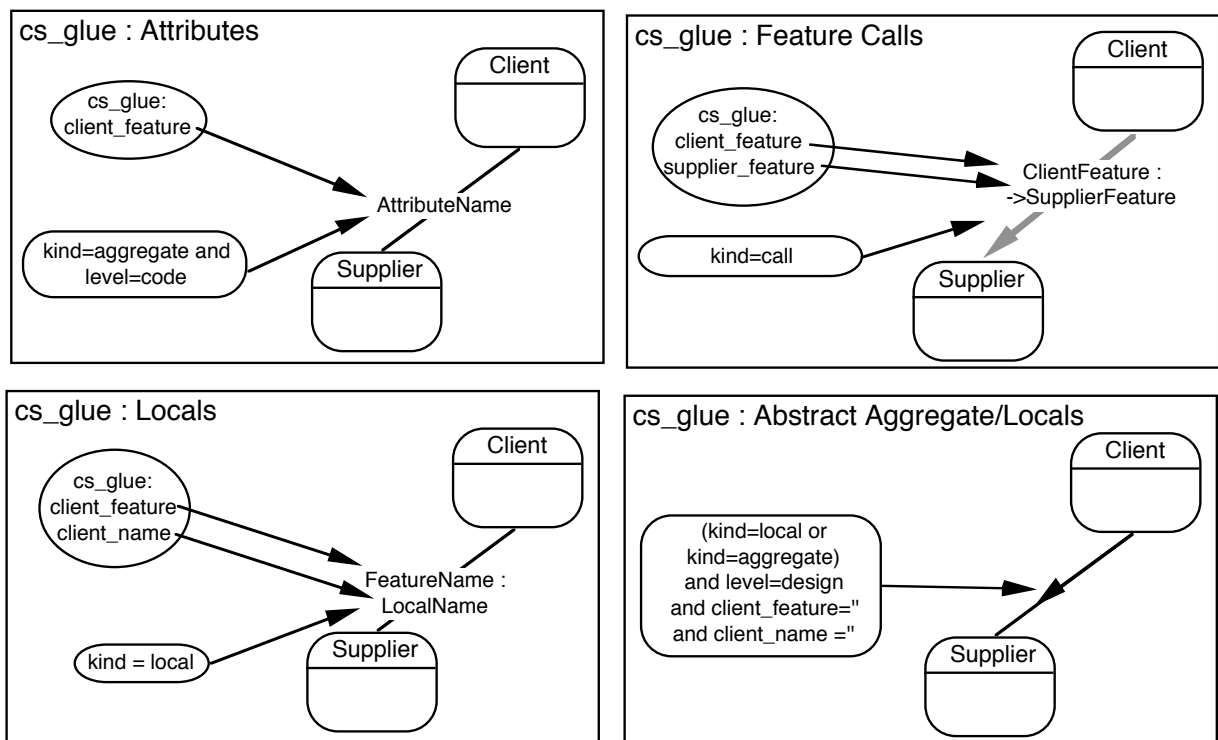 cs_glue : Attributes
Client
cs_glue:
client_feature
AttributeName
kind=aggregate and
level=code
Supplier
cs_glue : Feature Calls
Client
cs_glue:
client_feature
supplier_feature
ClientFeature :
->SupplierFeature
kind=call
Supplier
cs_glue : Locals
Client
cs_glue:
client_feature
client_name
FeatureName :
LocalName
kind = local
Supplier
cs_glue : Abstract Aggregate/Locals
Client
(kind=local or
kind=aggregate)
and level=design
and client_feature=''
and client_name =''
Supplier